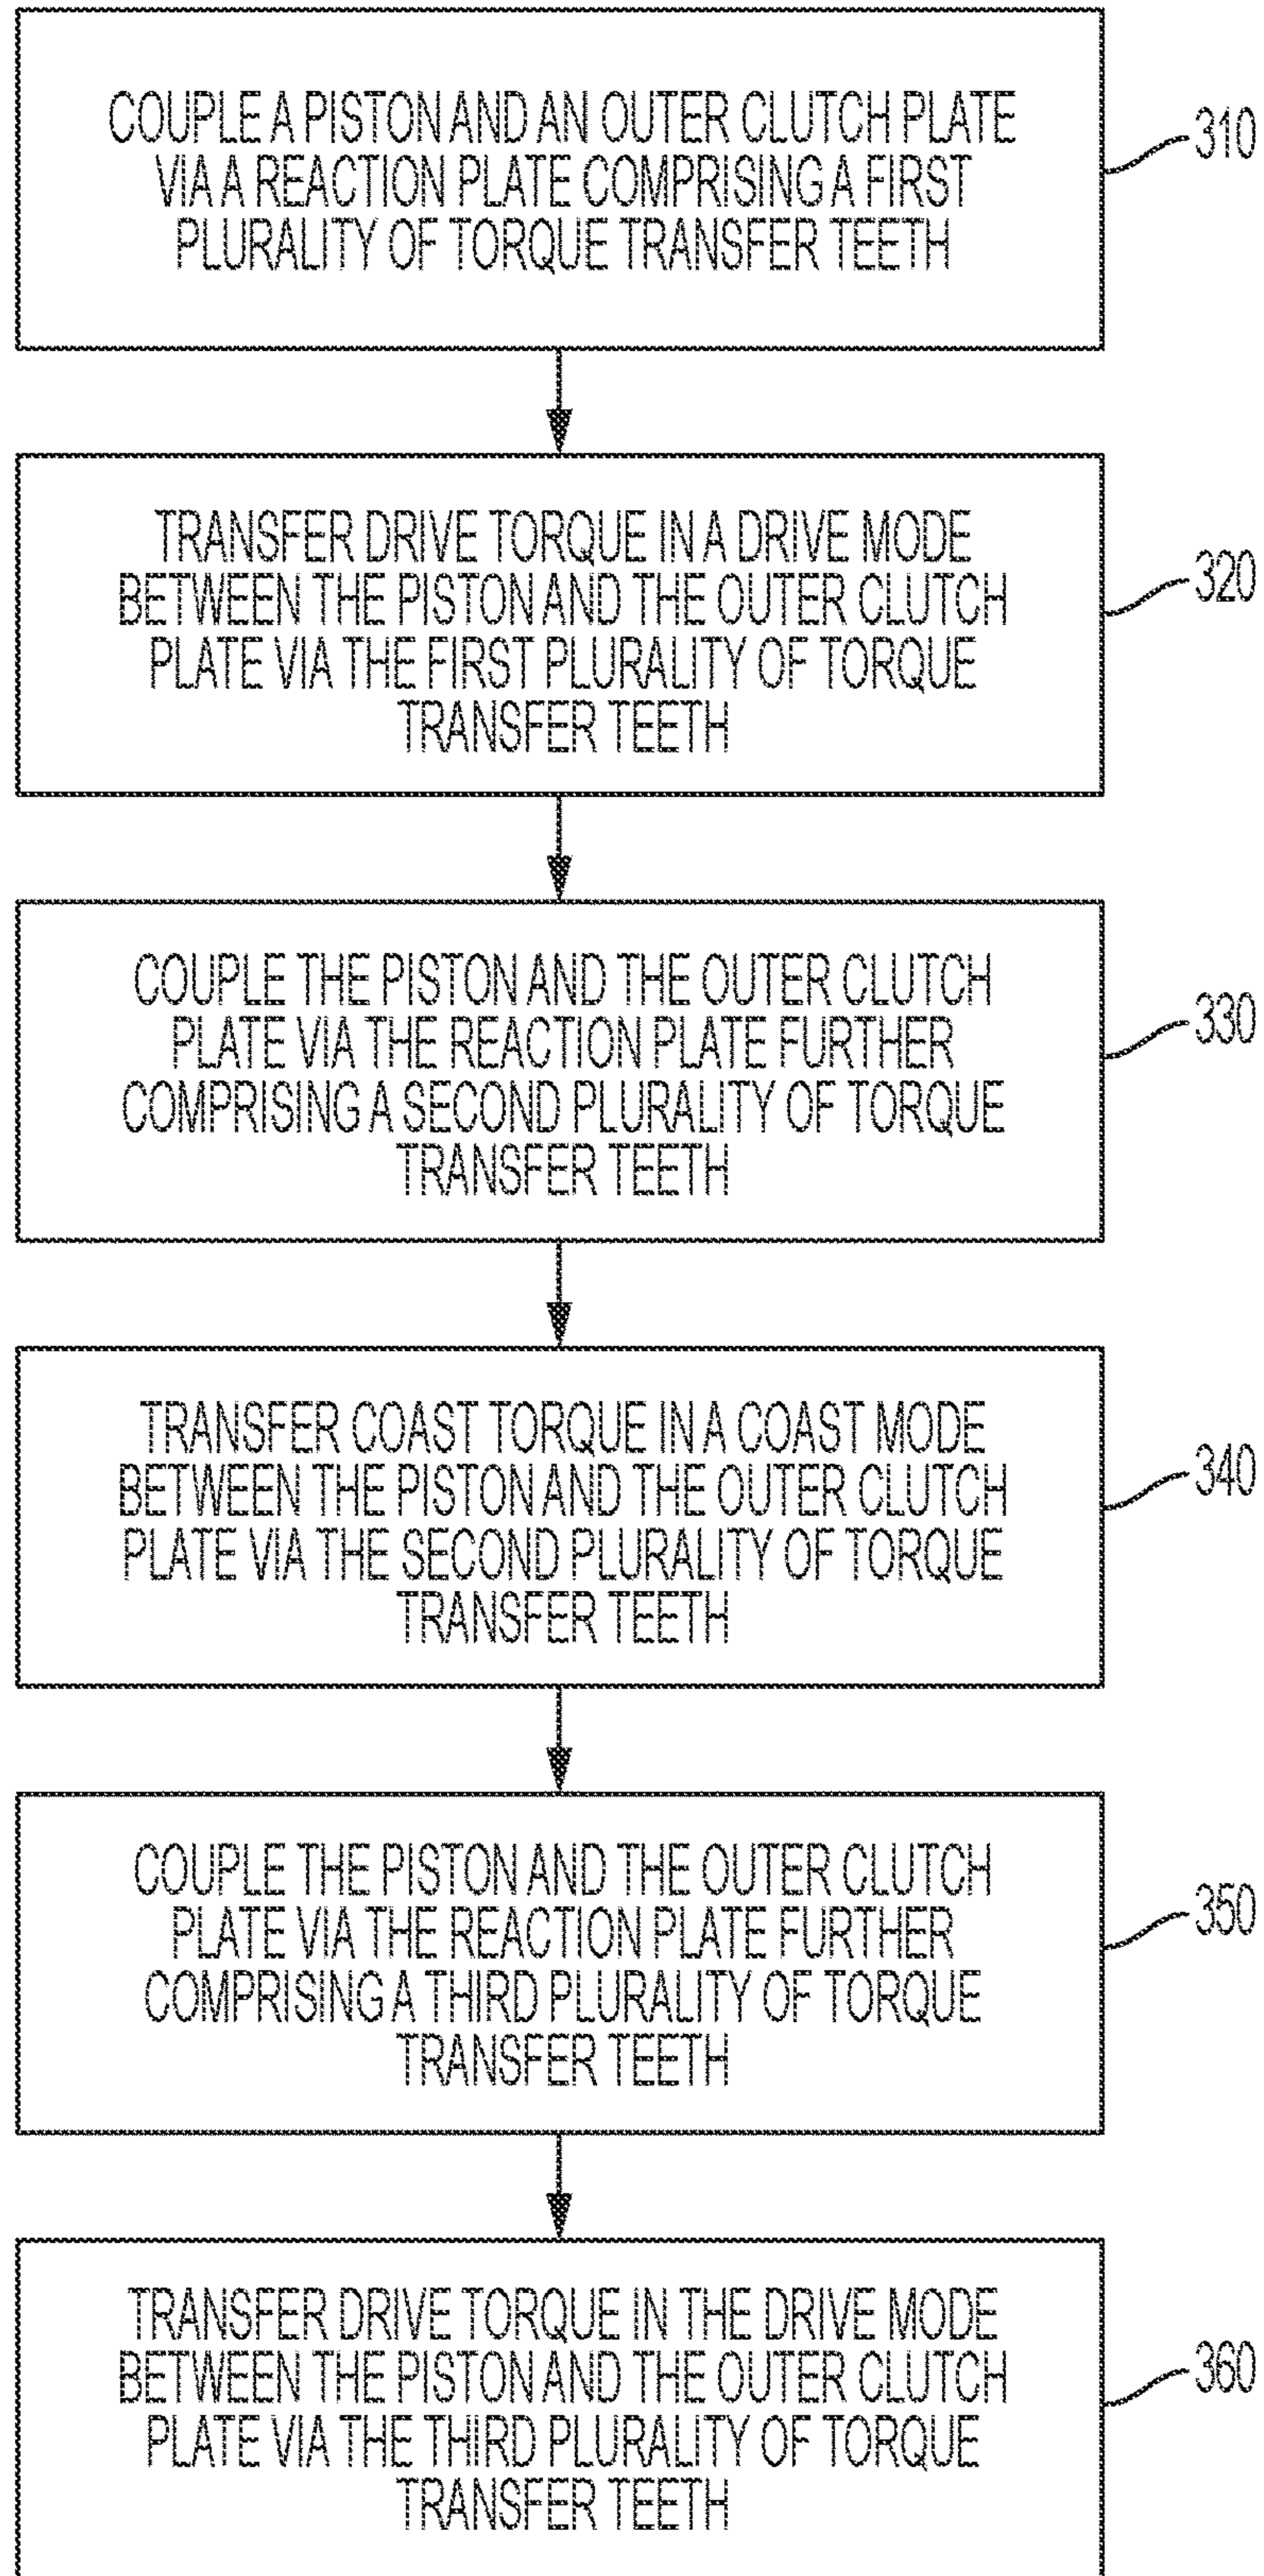 COUPLE A PISTON AND AN OUTER CLUTCH PLATE
VIA A REACTION PLATE COMPRISING A FIRST
PLURALITY OF TORQUE TRANSFER TEETH
310
TRANSFER DRIVE TORQUE IN A DRIVE MODE
BETWEEN THE PISTON AND THE OUTER CLUTCH
PLATE VIA THE FIRST PLURALITY OF TORQUE
TRANSFER TEETH
320
COUPLE THE PISTON AND THE OUTER CLUTCH
PLATE VIA THE REACTION PLATE FURTHER
COMPRISING A SECOND PLURALITY OF TORQUE
TRANSFER TEETH
330
TRANSFER COAST TORQUE IN A COAST MODE
BETWEEN THE PISTON AND THE OUTER CLUTCH
PLATE VIA THE SECOND PLURALITY OF TORQUE
TRANSFER TEETH
340
COUPLE THE PISTON AND THE OUTER CLUTCH
PLATE VIA THE REACTION PLATE FURTHER
COMPRISING A THIRD PLURALITY OF TORQUE
TRANSFER TEETH
350
TRANSFER DRIVE TORQUE IN THE DRIVE MODE
BETWEEN THE PISTON AND THE OUTER CLUTCH
PLATE VIA THE THIRD PLURALITY OF TORQUE
TRANSFER TEETH
360